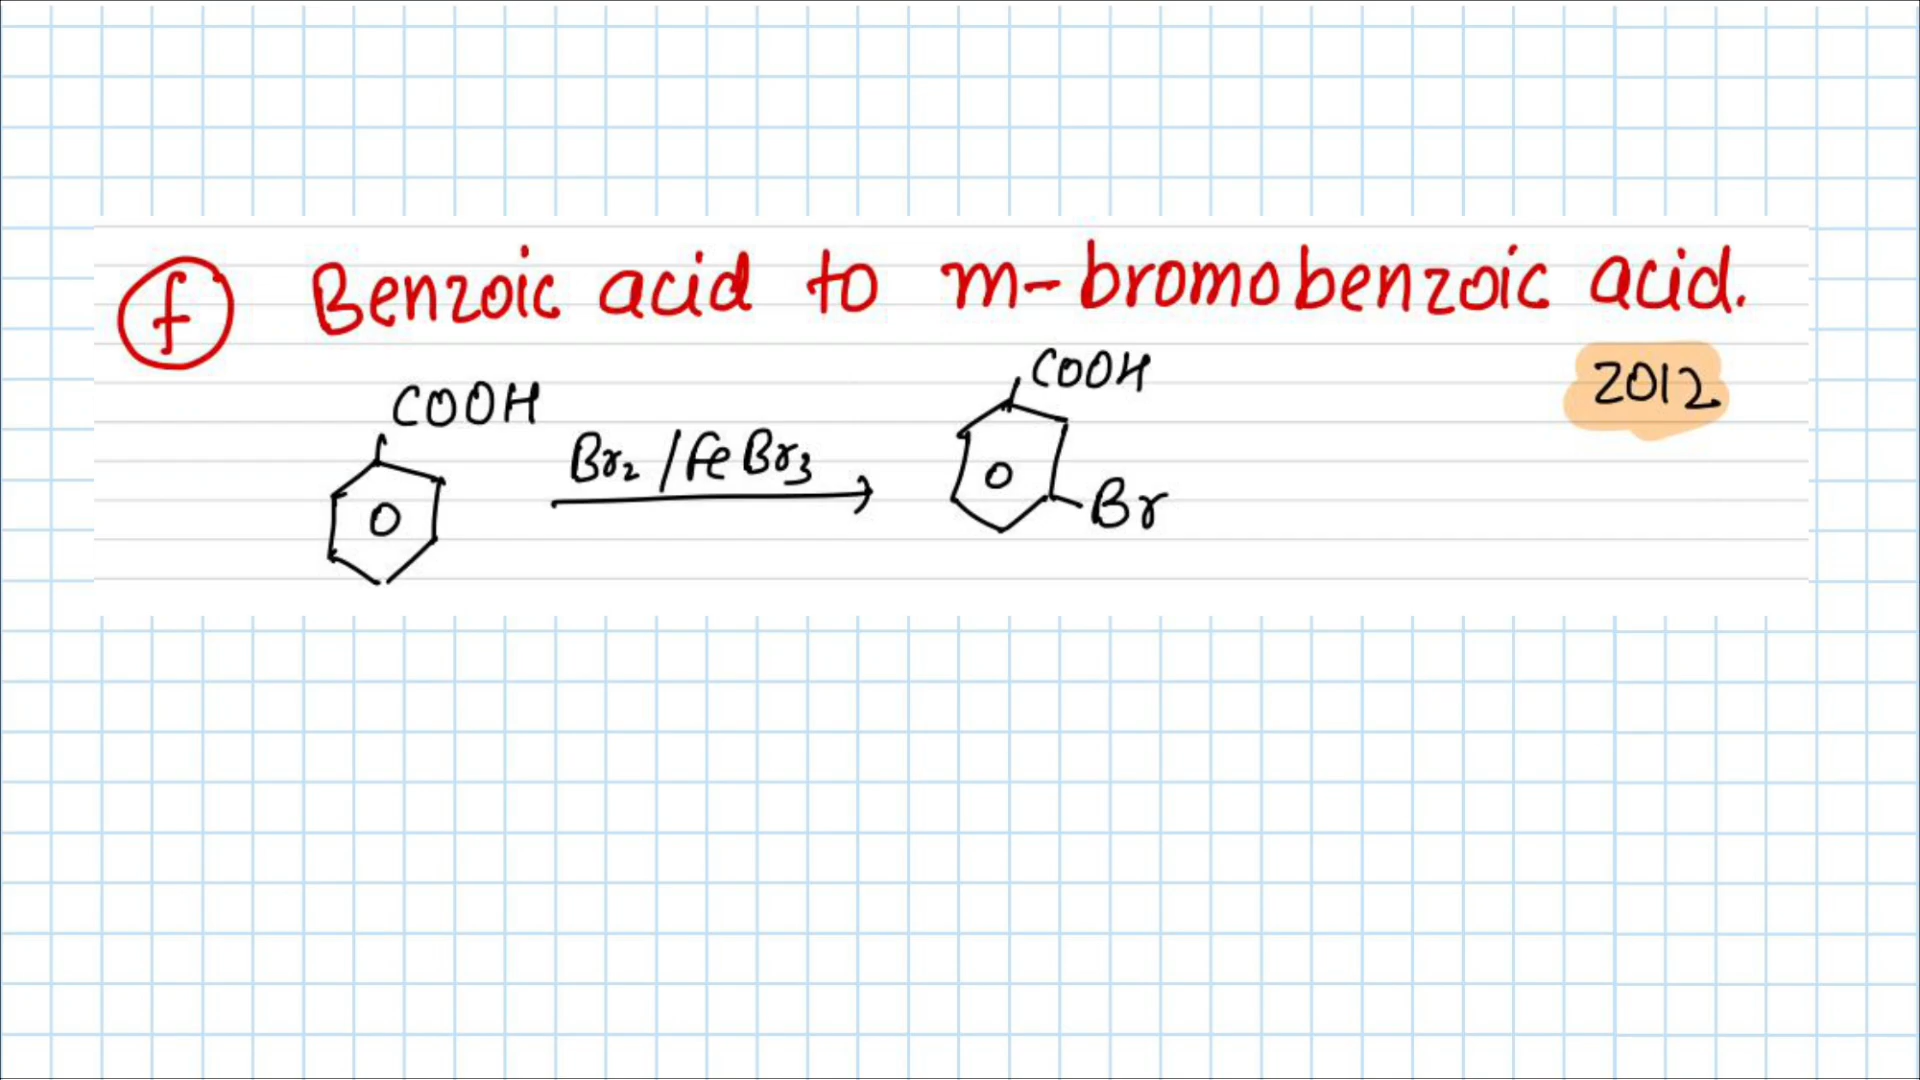 f Benzoic acid to m-bromobenzoic acid.
2012
COOH
COOH
Br₂ / FeBr₃
O
O
Br